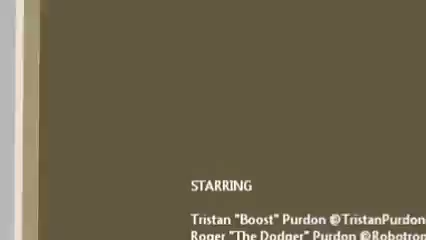 STARRING
Tristan "Boost" Purdon @TristanPurdon
Roger "The Dodger" Purdon @Robotron